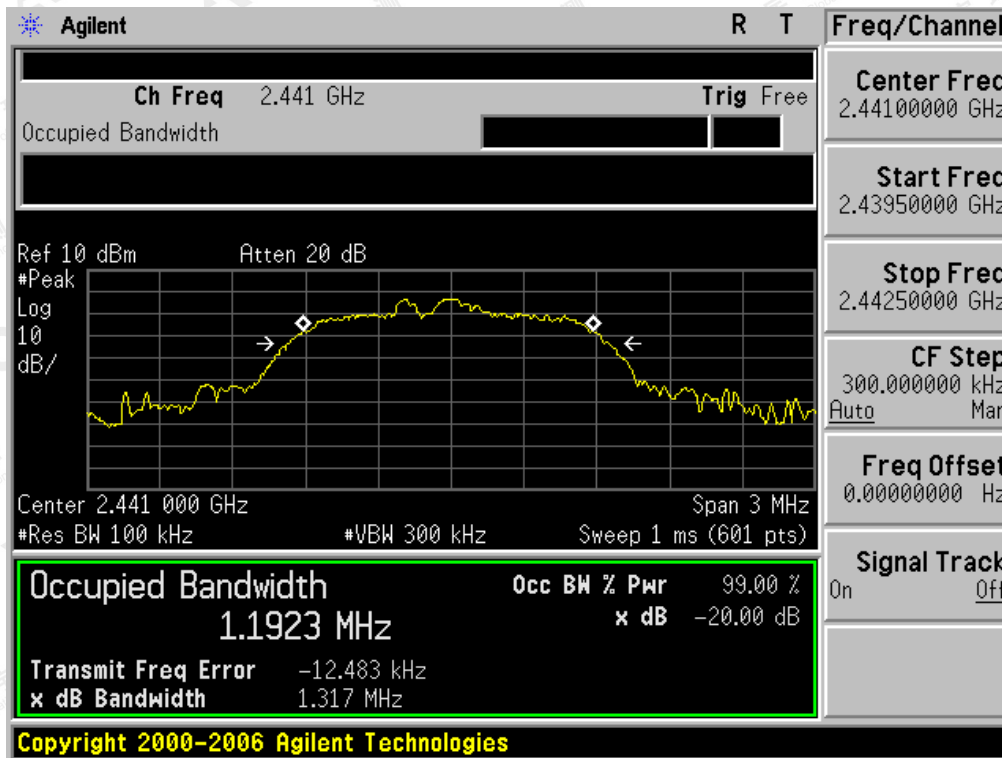 Agilent R T
Freq/Channel
Ch Freq 2.441 GHz Trig Free
Occupied Bandwidth
Center Freq
2.44100000 GHz
Start Freq
2.43950000 GHz
Stop Freq
2.44250000 GHz
CF Step
300.000000 kHz
Auto Man
Freq Offset
0.00000000 Hz
Signal Track
On Off
Ref 10 dBm Atten 20 dB
#Peak
Log
10
dB/
Center 2.441 000 GHz Span 3 MHz
#Res BW 100 kHz #VBW 300 kHz Sweep 1 ms (601 pts)
Occupied Bandwidth
1.1923 MHz
Occ BW % Pwr 99.00 %
x dB -20.00 dB
Transmit Freq Error -12.483 kHz
x dB Bandwidth 1.317 MHz
Copyright 2000-2006 Agilent Technologies